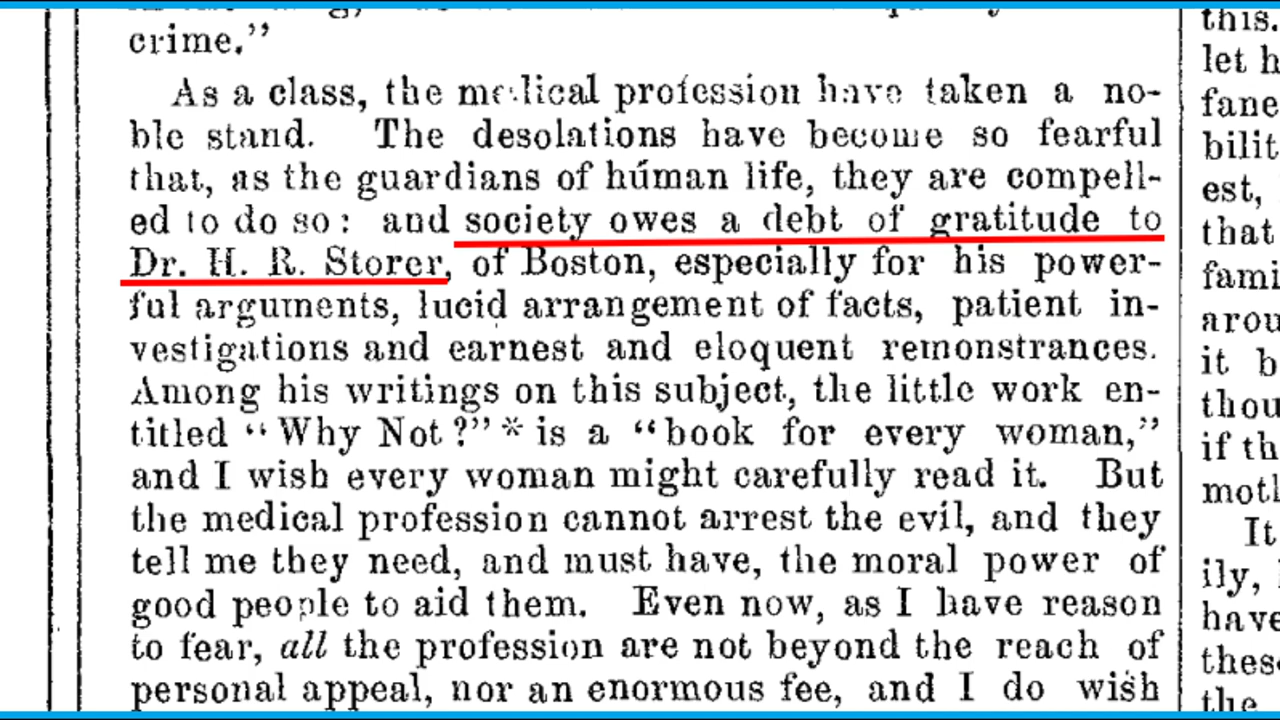 crime.”
As a class, the medical profession have taken a no-
ble stand. The desolations have become so fearful
that, as the guardians of húman life, they are compell-
ed to do so: and society owes a debt of gratitude to
Dr. H. R. Storer, of Boston, especially for his power-
ful arguments, lucid arrangement of facts, patient in-
vestigations and earnest and eloquent remonstrances.
Among his writings on this subject, the little work en-
titled “Why Not?”* is a “book for every woman,”
and I wish every woman might carefully read it. But
the medical profession cannot arrest the evil, and they
tell me they need, and must have, the moral power of
good people to aid them. Even now, as I have reason
to fear, all the profession are not beyond the reach of
personal appeal, nor an enormous fee, and I do wish
this.
let h
fane
bilit
est,
that
fami
arou
it b
thou
if th
moth
It
ily,
have
these
the